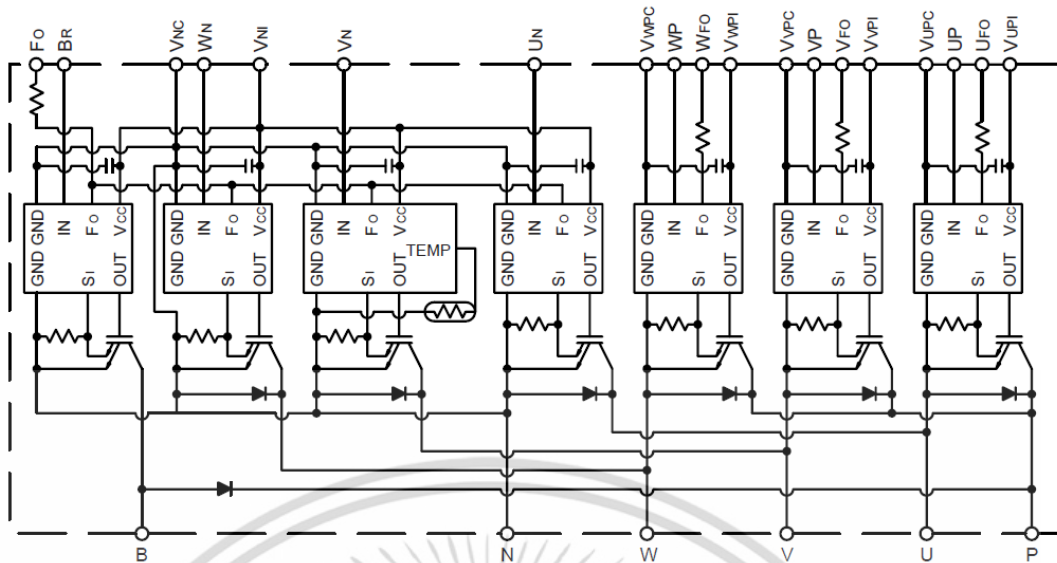 FO BR VNC WN VNI VN UN VWPC WP WFO VWPI VVPC VP VFO VVPI VUPC UP UFO VUPI
GND IN FO VCC GND IN FO VCC GND IN FO VCC GND IN FO VCC GND IN FO VCC GND IN FO VCC GND IN FO VCC
TEMP
GND SI OUT GND SI OUT GND SI OUT GND SI OUT GND SI OUT GND SI OUT GND SI OUT
B N W V U P